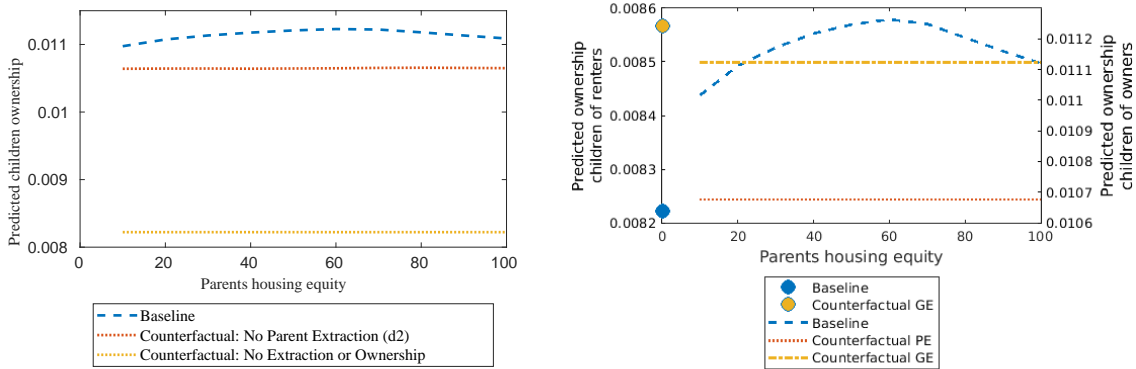 0.011
0.01
0.009
0.008
0
20
40
60
80
100
Predicted children ownership
Parents housing equity
Baseline
Counterfactual: No Parent Extraction (d2)
Counterfactual: No Extraction or Ownership
0.0086
0.0085
0.0084
0.0083
0.0082
Predicted ownership
children of renters
0
20
40
60
80
100
Parents housing equity
0.0112
0.0111
0.011
0.0109
0.0108
0.0107
0.0106
Predicted ownership
children of owners
Baseline
Counterfactual GE
Baseline
Counterfactual PE
Counterfactual GE